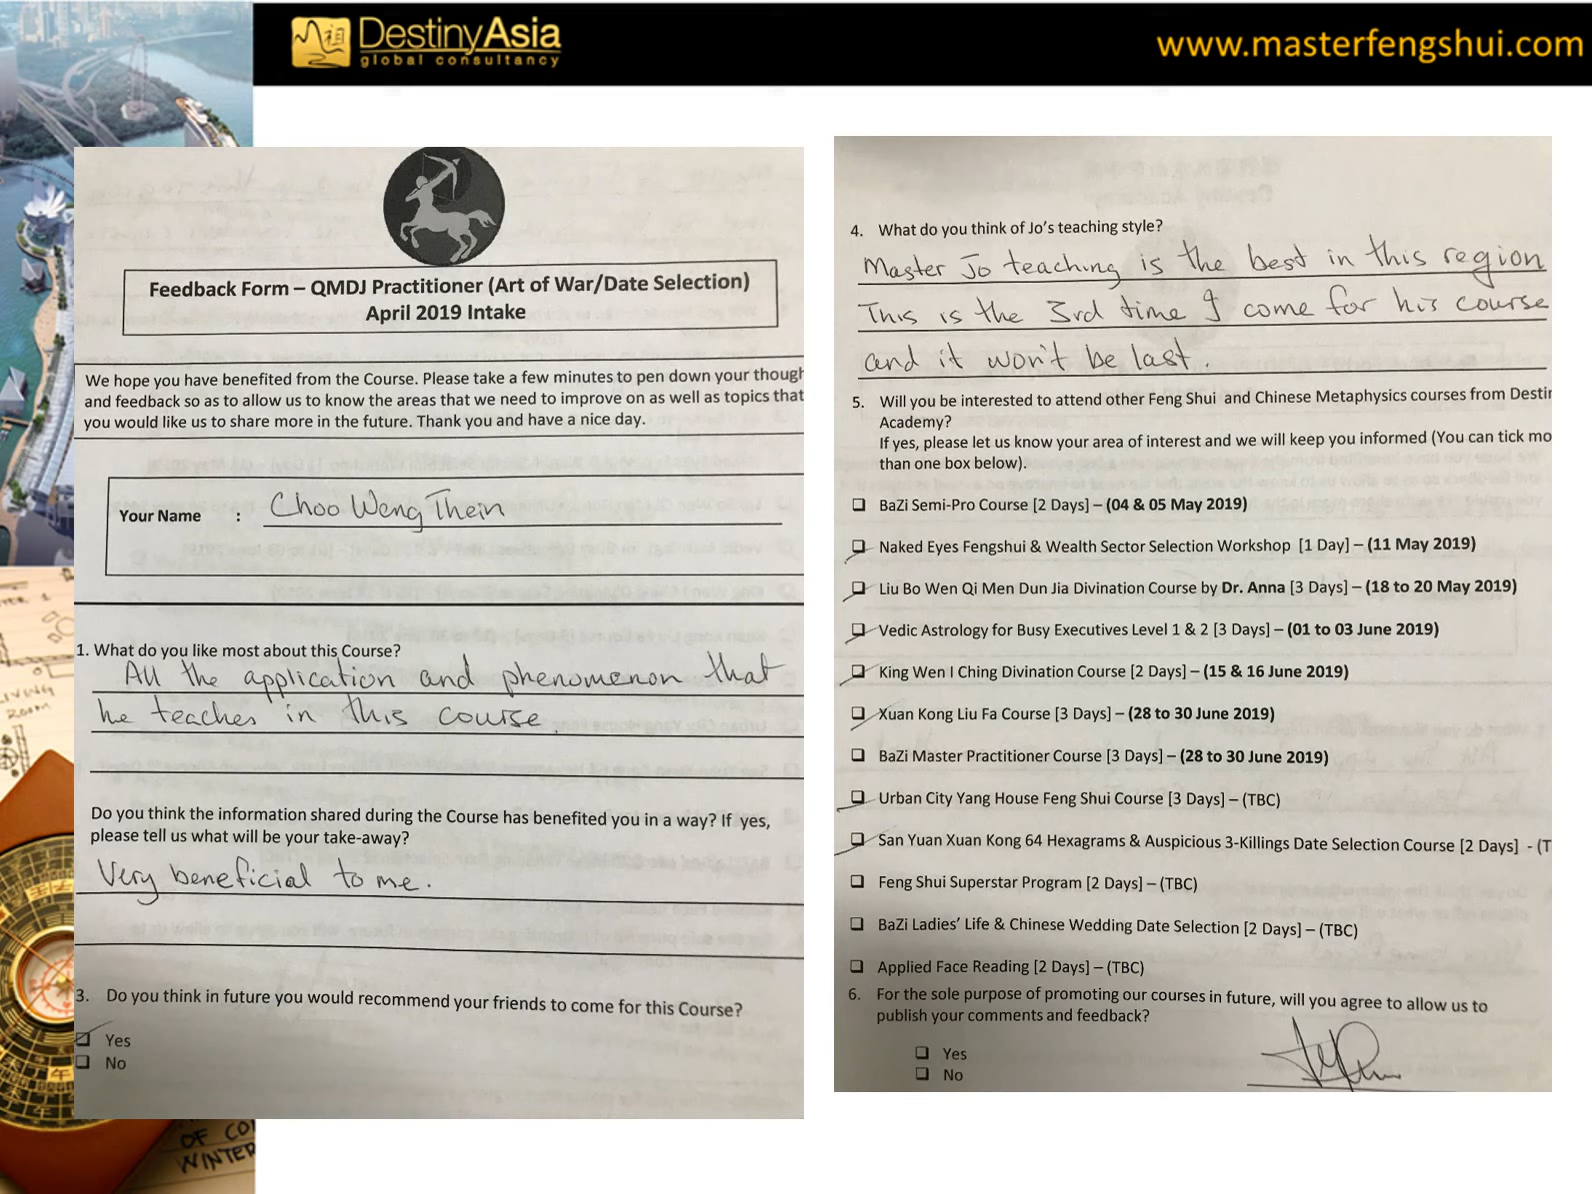 DestinyAsia
global consultancy
www.masterfengshui.com
Feedback Form – QMDJ Practitioner (Art of War/Date Selection)
April 2019 Intake
We hope you have benefited from the Course. Please take a few minutes to pen down your though
and feedback so as to allow us to know the areas that we need to improve on as well as topics that
you would like us to share more in the future. Thank you and have a nice day.
Your Name : Choo Weng Thein
1. What do you like most about this Course?
All the application and phenomenon that
he teaches in this course.
Do you think the information shared during the Course has benefited you in a way? If yes,
please tell us what will be your take-away?
Very beneficial to me.
3. Do you think in future you would recommend your friends to come for this Course?
Yes
No
4. What do you think of Jo's teaching style?
Master Jo teaching is the best in this region
This is the 3rd time I come for his course
and it won't be last.
5. Will you be interested to attend other Feng Shui and Chinese Metaphysics courses from Destin
Academy?
If yes, please let us know your area of interest and we will keep you informed (You can tick mo
than one box below).
BaZi Semi-Pro Course [2 Days] – (04 & 05 May 2019)
Naked Eyes Fengshui & Wealth Sector Selection Workshop [1 Day] – (11 May 2019)
Liu Bo Wen Qi Men Dun Jia Divination Course by Dr. Anna [3 Days] – (18 to 20 May 2019)
Vedic Astrology for Busy Executives Level 1 & 2 [3 Days] – (01 to 03 June 2019)
King Wen I Ching Divination Course [2 Days] – (15 & 16 June 2019)
Xuan Kong Liu Fa Course [3 Days] – (28 to 30 June 2019)
BaZi Master Practitioner Course [3 Days] – (28 to 30 June 2019)
Urban City Yang House Feng Shui Course [3 Days] – (TBC)
San Yuan Xuan Kong 64 Hexagrams & Auspicious 3-Killings Date Selection Course [2 Days] - (T
Feng Shui Superstar Program [2 Days] – (TBC)
BaZi Ladies' Life & Chinese Wedding Date Selection [2 Days] – (TBC)
Applied Face Reading [2 Days] – (TBC)
6. For the sole purpose of promoting our courses in future, will you agree to allow us to
publish your comments and feedback?
Yes
No
LIVING
ROOM
OF CO
WINTER